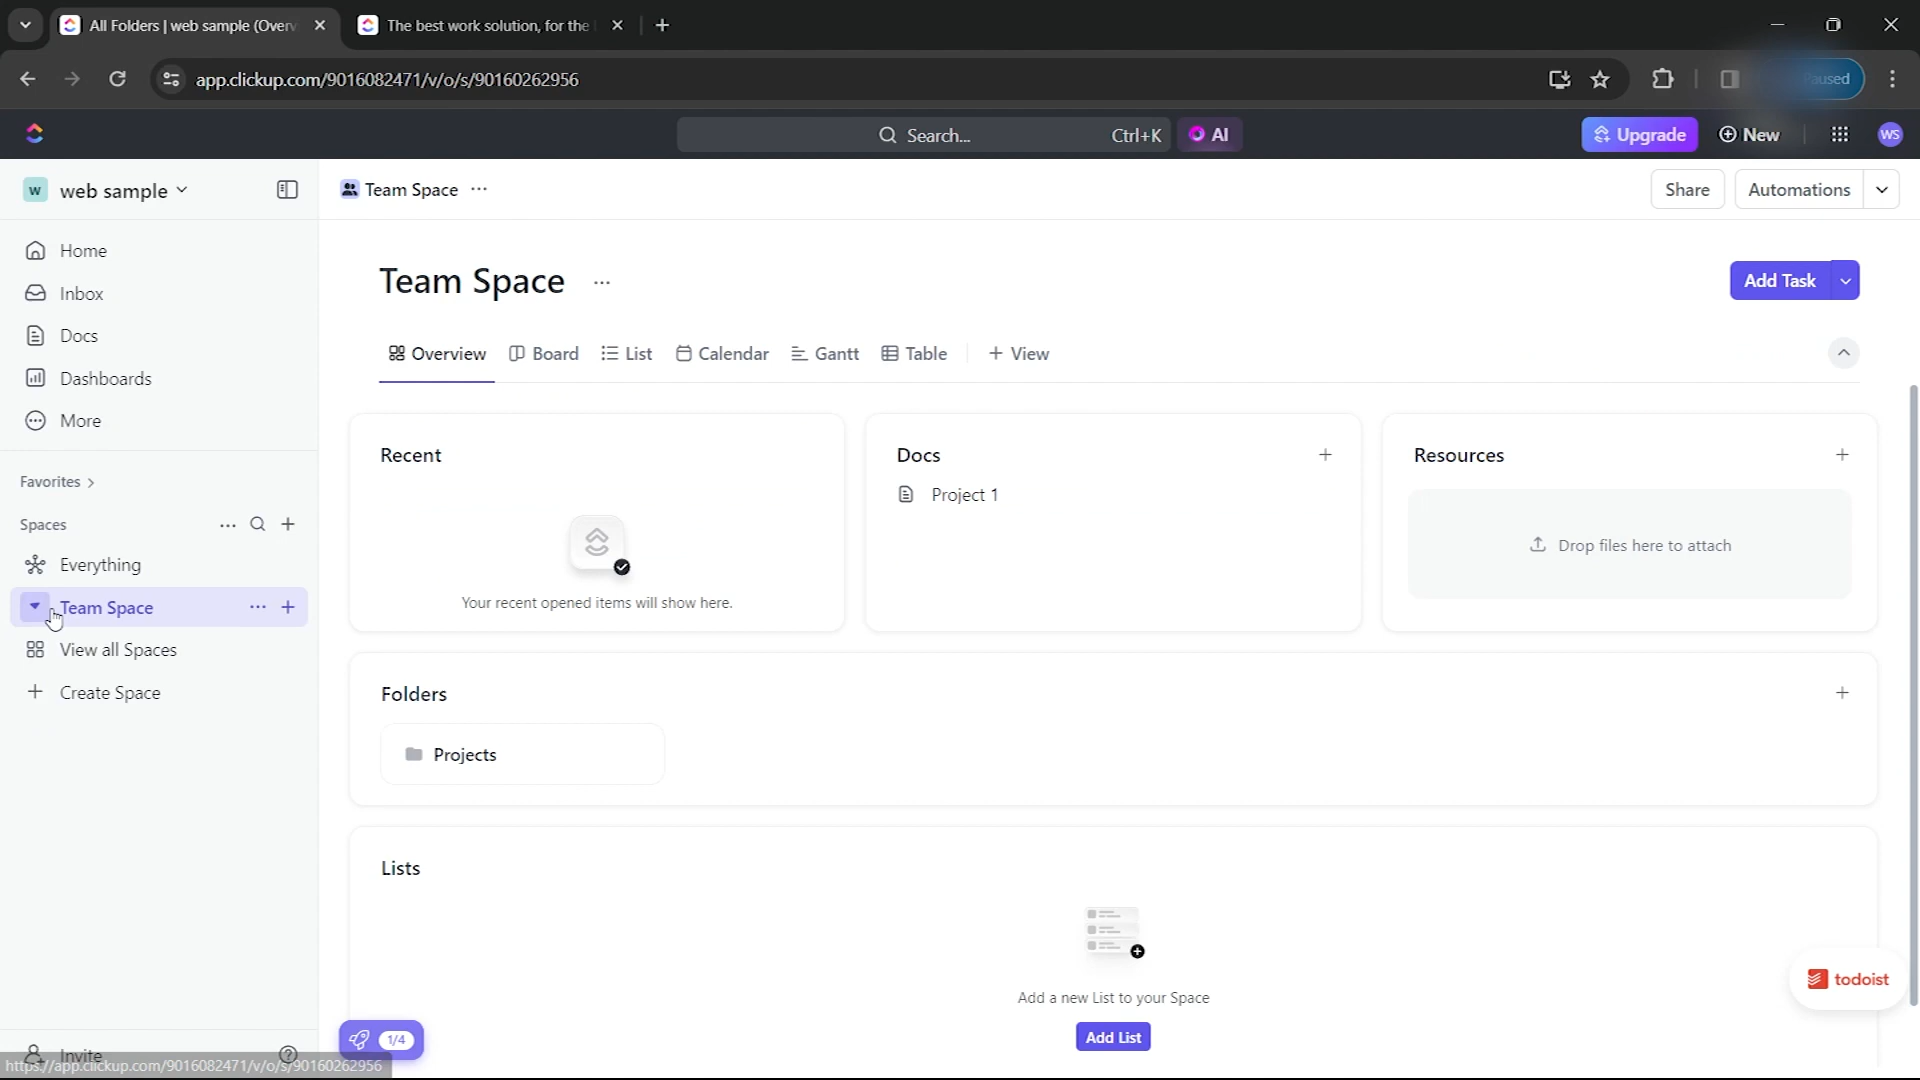 All Folders | web sample (Over
The best work solution, for the
app.clickup.com/9016082471/v/o/s/90160262956
Paused
Search...
Ctrl+K
AI
Upgrade
New
WS
W
web sample
Team Space
Share
Automations
Home
Inbox
Docs
Dashboards
More
Favorites
Spaces
Everything
Team Space
View all Spaces
Create Space
Team Space
Add Task
Overview
Board
List
Calendar
Gantt
Table
+ View
Recent
Your recent opened items will show here.
Docs
Project 1
Resources
Drop files here to attach
Folders
Projects
Lists
Add a new List to your Space
Add List
todoist
1/4
Invite
https://app.clickup.com/9016082471/v/o/s/90160262956